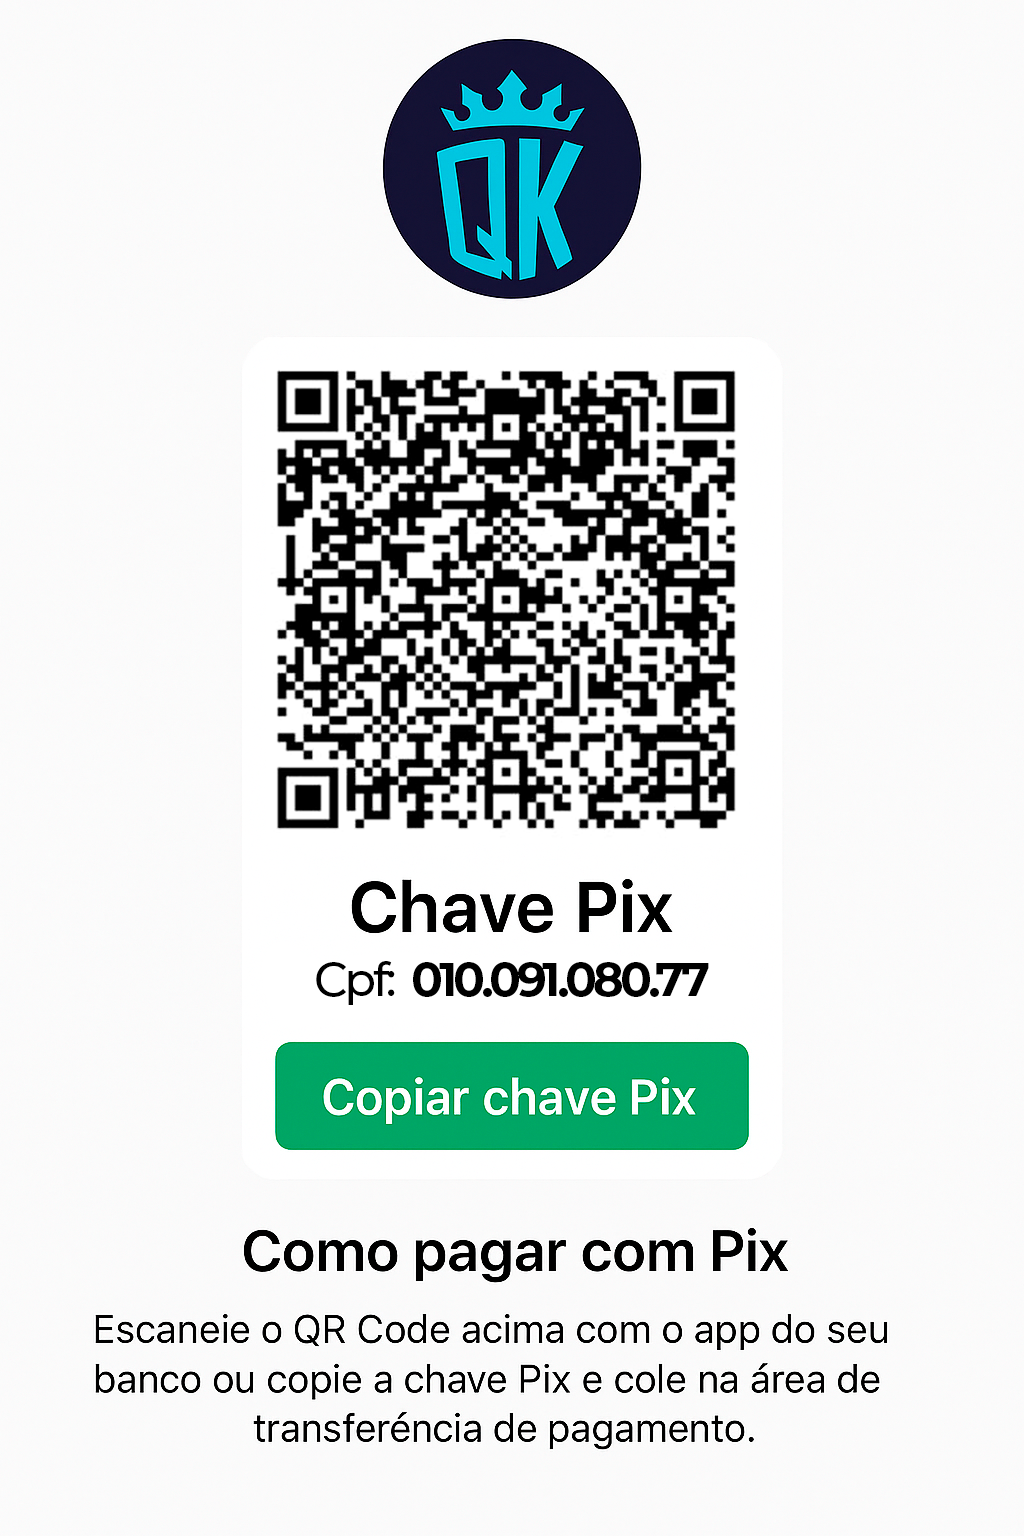 QK
Chave Pix
Cpf: 010.091.080.77
Copiar chave Pix
Como pagar com Pix
Escaneie o QR Code acima com o app do seu
banco ou copie a chave Pix e cole na área de
transferéncia de pagamento.